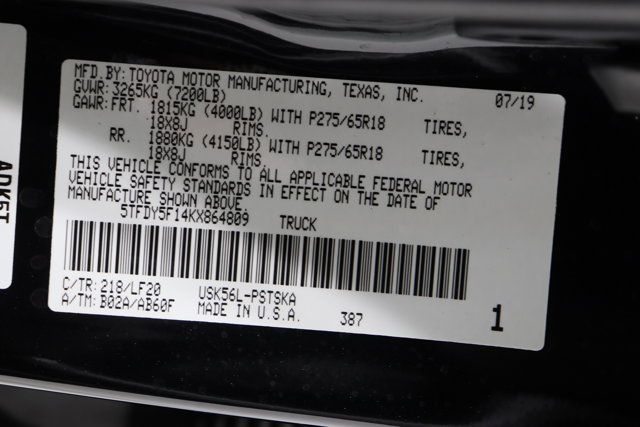 MFD.BY:TOYOTA MOTOR MANUFACTURING, TEXAS, INC. 07/19
GVWR:3265KG (7200LB)
GAWR:FRT. 1815KG (4000LB) WITH P275/65R18 TIRES,
18X8J RIMS.
RR. 1880KG (4150LB) WITH P275/65R18 TIRES,
18X8J RIMS.
THIS VEHICLE CONFORMS TO ALL APPLICABLE FEDERAL MOTOR
VEHICLE SAFETY STANDARDS IN EFFECT ON THE DATE OF
MANUFACTURE SHOWN ABOVE.
5TFDY5F14KX864809 TRUCK
C/TR:218/LF20 USK56L-PSTSKA
A/TM:B02A/AB60F MADE IN U.S.A. 387 1